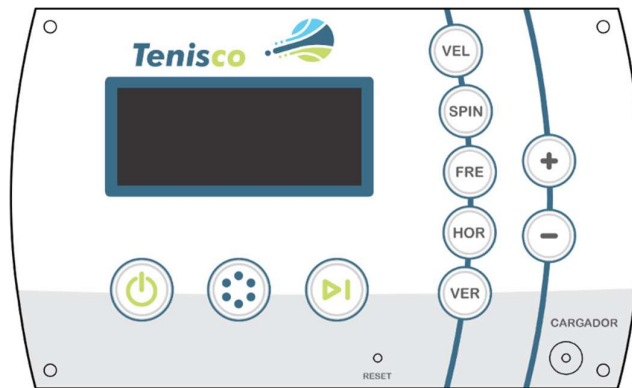 Tenisco
VEL
SPIN
FRE
HOR
VER
+
−
CARGADOR
RESET